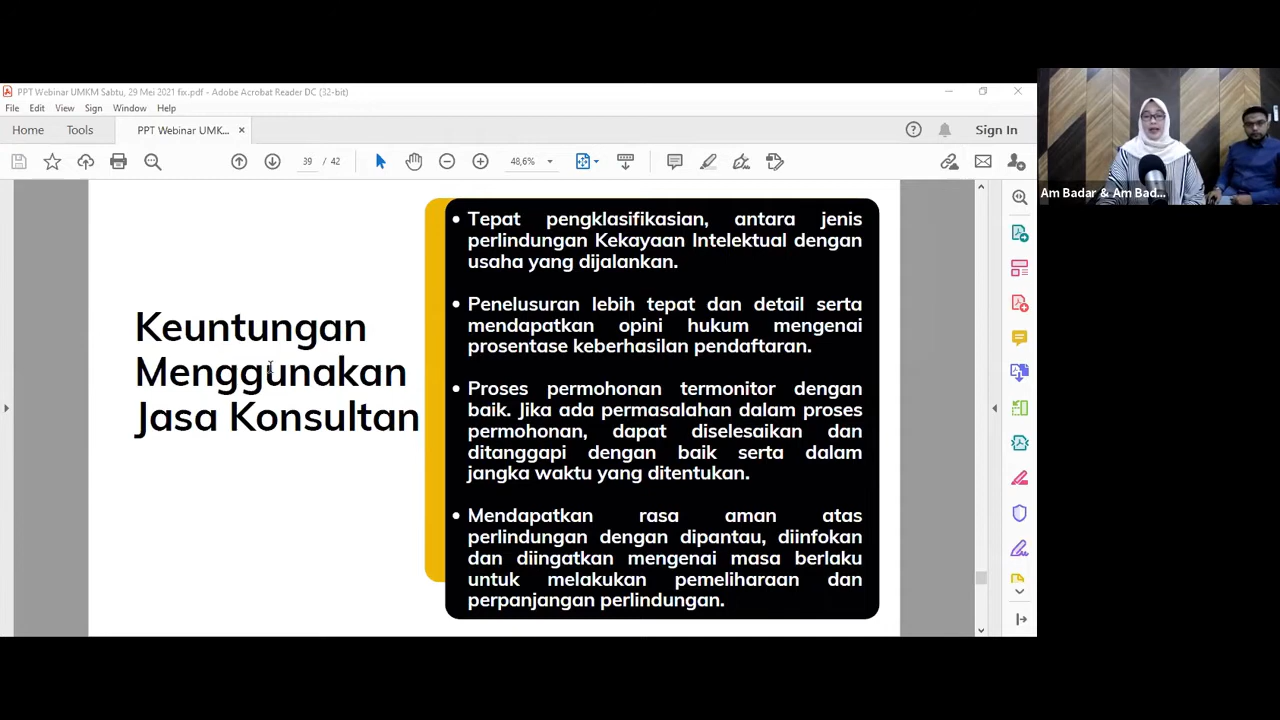 PPT Webinar UMKM Sabtu, 29 Mei 2021 fix.pdf - Adobe Acrobat Reader DC (32-bit)
File Edit View Sign Window Help
Home Tools PPT Webinar UMK... × Sign In
39 / 42 48,6%
Keuntungan
Menggunakan
Jasa Konsultan
• Tepat pengklasifikasian, antara jenis
perlindungan Kekayaan Intelektual dengan
usaha yang dijalankan.
• Penelusuran lebih tepat dan detail serta
mendapatkan opini hukum mengenai
prosentase keberhasilan pendaftaran.
• Proses permohonan termonitor dengan
baik. Jika ada permasalahan dalam proses
permohonan, dapat diselesaikan dan
ditanggapi dengan baik serta dalam
jangka waktu yang ditentukan.
• Mendapatkan rasa aman atas
perlindungan dengan dipantau, diinfokan
dan diingatkan mengenai masa berlaku
untuk melakukan pemeliharaan dan
perpanjangan perlindungan.
Am Badar & Am Bad...